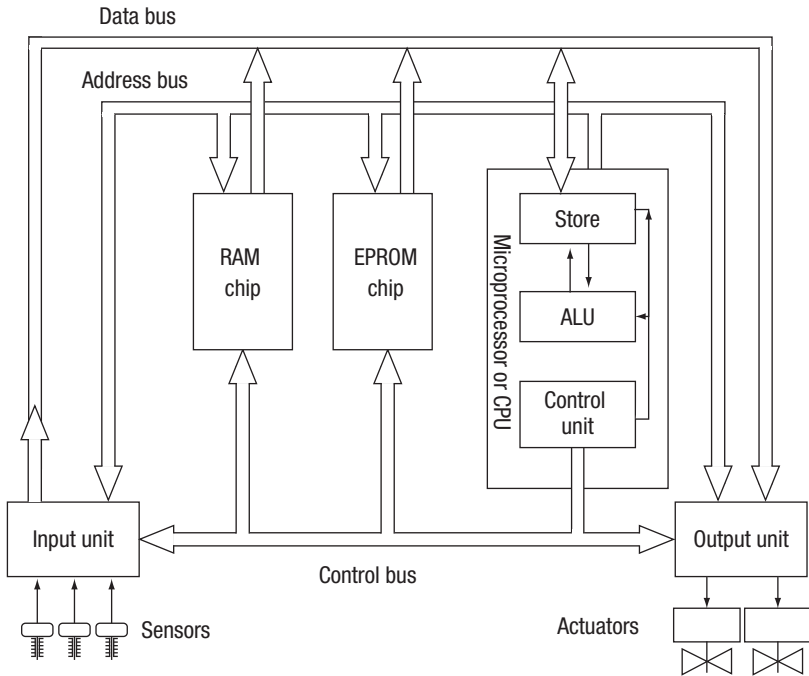 Data bus
Address bus
RAM
chip
EPROM
chip
Microprocessor or CPU
Store
ALU
Control
unit
Input unit
Output unit
Control bus
Sensors
Actuators